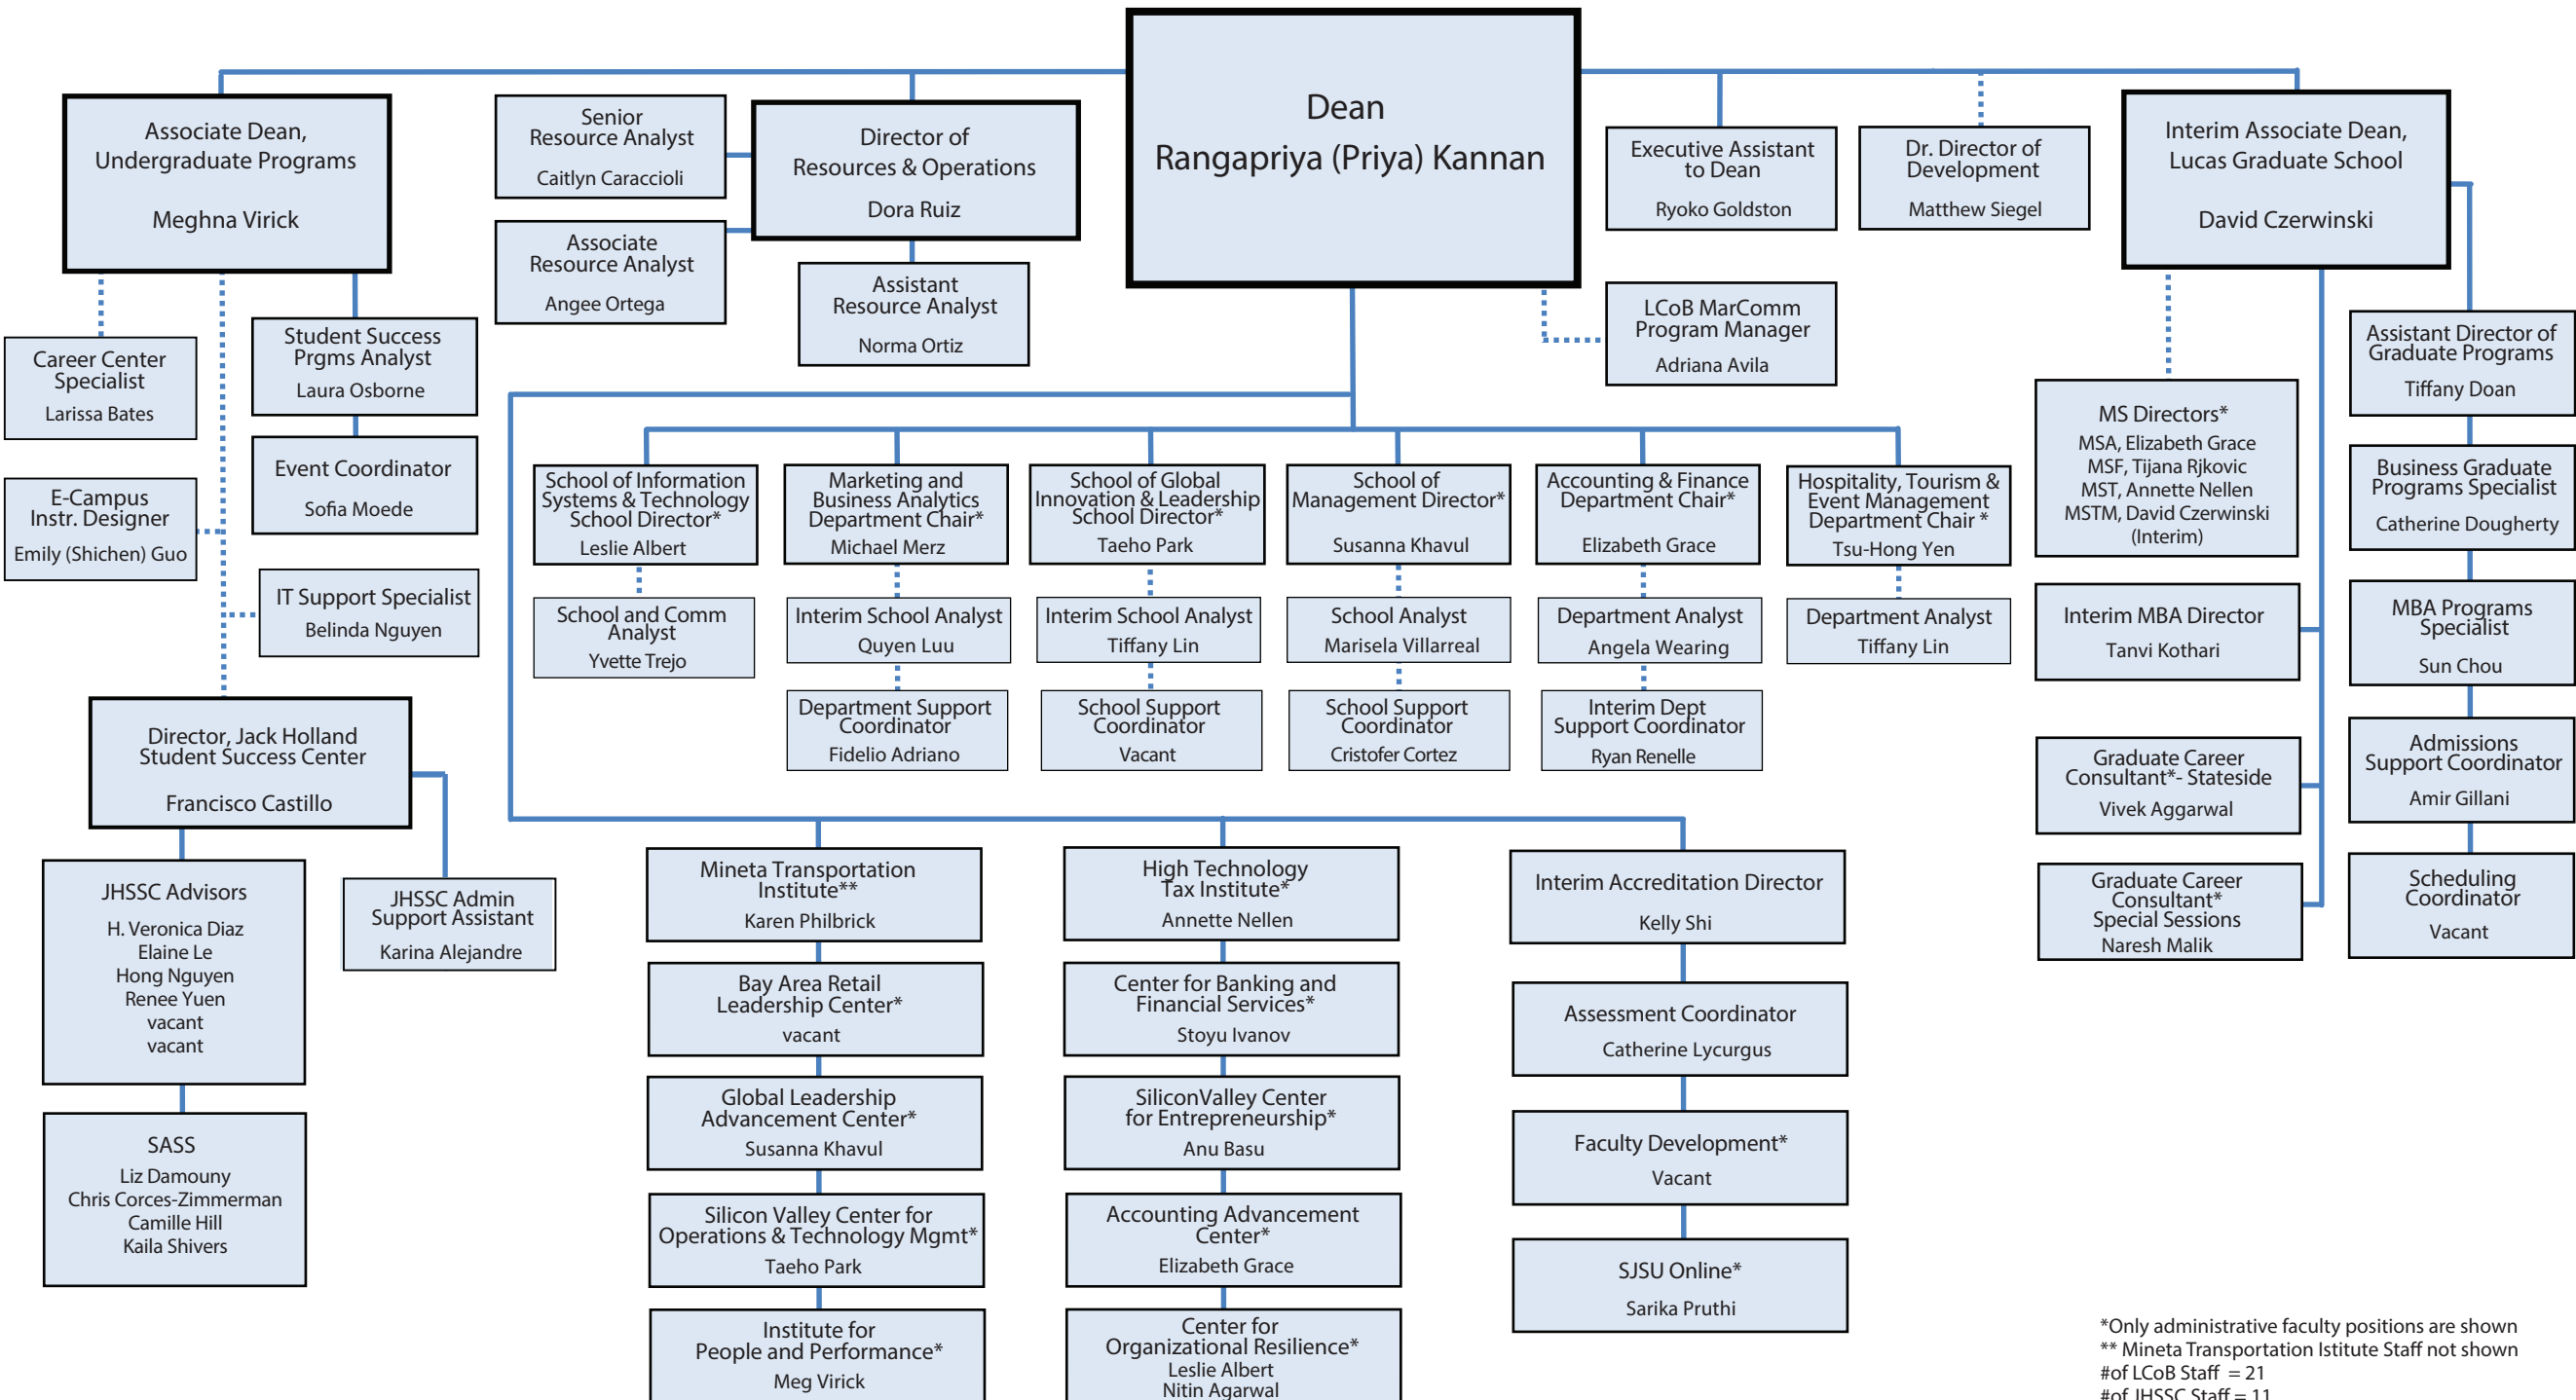 Dean
Rangapriya (Priya) Kannan
Associate Dean,
Undergraduate Programs
Meghna Virick
Senior
Resource Analyst
Caitlyn Caraccioli
Associate
Resource Analyst
Angee Ortega
Director of
Resources & Operations
Dora Ruiz
Assistant
Resource Analyst
Norma Ortiz
Executive Assistant
to Dean
Ryoko Goldston
Dr. Director of
Development
Matthew Siegel
LCoB MarComm
Program Manager
Adriana Avila
Interim Associate Dean,
Lucas Graduate School
David Czerwinski
Career Center
Specialist
Larissa Bates
Student Success
Prgms Analyst
Laura Osborne
Event Coordinator
Sofia Moede
E-Campus
Instr. Designer
Emily (Shichen) Guo
IT Support Specialist
Belinda Nguyen
Director, Jack Holland
Student Success Center
Francisco Castillo
JHSSC Advisors
H. Veronica Diaz
Elaine Le
Hong Nguyen
Renee Yuen
vacant
vacant
JHSSC Admin
Support Assistant
Karina Alejandre
SASS
Liz Damouny
Chris Corces-Zimmerman
Camille Hill
Kaila Shivers
School of Information
Systems & Technology
School Director*
Leslie Albert
School and Comm
Analyst
Yvette Trejo
Marketing and
Business Analytics
Department Chair*
Michael Merz
Interim School Analyst
Quyen Luu
Department Support
Coordinator
Fidelio Adriano
School of Global
Innovation & Leadership
School Director*
Taeho Park
Interim School Analyst
Tiffany Lin
School Support
Coordinator
Vacant
School of
Management Director*
Susanna Khavul
School Analyst
Marisela Villarreal
School Support
Coordinator
Cristofer Cortez
Accounting & Finance
Department Chair*
Elizabeth Grace
Department Analyst
Angela Wearing
Interim Dept
Support Coordinator
Ryan Renelle
Hospitality, Tourism &
Event Management
Department Chair *
Tsu-Hong Yen
Department Analyst
Tiffany Lin
MS Directors*
MSA, Elizabeth Grace
MSF, Tijana Rjkovic
MST, Annette Nellen
MSTM, David Czerwinski
(Interim)
Interim MBA Director
Tanvi Kothari
Graduate Career
Consultant*- Stateside
Vivek Aggarwal
Graduate Career
Consultant*
Special Sessions
Naresh Malik
Assistant Director of
Graduate Programs
Tiffany Doan
Business Graduate
Programs Specialist
Catherine Dougherty
MBA Programs
Specialist
Sun Chou
Admissions
Support Coordinator
Amir Gillani
Scheduling
Coordinator
Vacant
Mineta Transportation
Institute**
Karen Philbrick
Bay Area Retail
Leadership Center*
vacant
Global Leadership
Advancement Center*
Susanna Khavul
Silicon Valley Center for
Operations & Technology Mgmt*
Taeho Park
Institute for
People and Performance*
Meg Virick
High Technology
Tax Institute*
Annette Nellen
Center for Banking and
Financial Services*
Stoyu Ivanov
SiliconValley Center
for Entrepreneurship*
Anu Basu
Accounting Advancement
Center*
Elizabeth Grace
Center for
Organizational Resilience*
Leslie Albert
Nitin Agarwal
Interim Accreditation Director
Kelly Shi
Assessment Coordinator
Catherine Lycurgus
Faculty Development*
Vacant
SJSU Online*
Sarika Pruthi
*Only administrative faculty positions are shown
** Mineta Transportation Istitute Staff not shown
#of LCoB Staff = 21
#of JHSSC Staff = 11